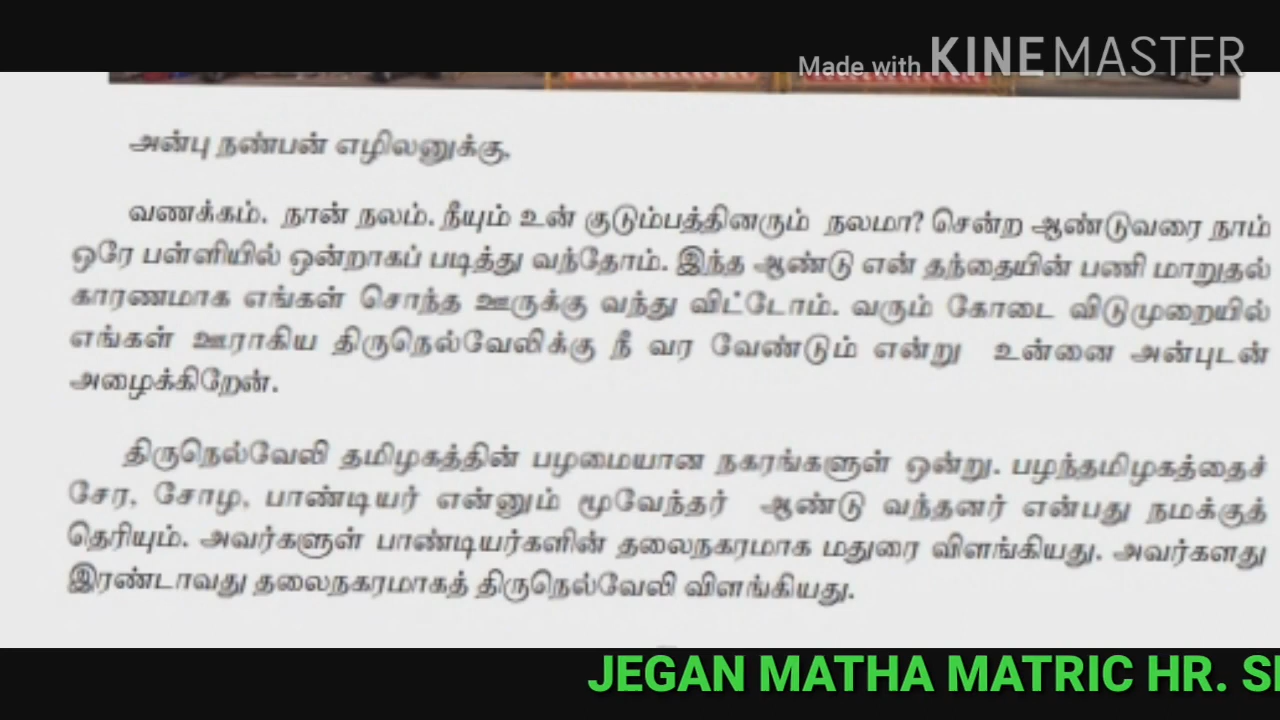 Made with KINEMASTER
அன்பு நண்பன் எழிலனுக்கு,
வணக்கம். நான் நலம். நீயும் உன் குடும்பத்தினரும் நலமா? சென்ற ஆண்டுவரை நாம்
ஒரே பள்ளியில் ஒன்றாகப் படித்து வந்தோம். இந்த ஆண்டு என் தந்தையின் பணி மாறுதல்
காரணமாக எங்கள் சொந்த ஊருக்கு வந்து விட்டோம். வரும் கோடை விடுமுறையில்
எங்கள் ஊராகிய திருநெல்வேலிக்கு நீ வர வேண்டும் என்று உன்னை அன்புடன்
அழைக்கிறேன்.
திருநெல்வேலி தமிழகத்தின் பழமையான நகரங்களுள் ஒன்று. பழந்தமிழகத்தைச்
சேர, சோழ, பாண்டியர் என்னும் மூவேந்தர் ஆண்டு வந்தனர் என்பது நமக்குத்
தெரியும். அவர்களுள் பாண்டியர்களின் தலைநகரமாக மதுரை விளங்கியது. அவர்களது
இரண்டாவது தலைநகரமாகத் திருநெல்வேலி விளங்கியது.
JEGAN MATHA MATRIC HR.